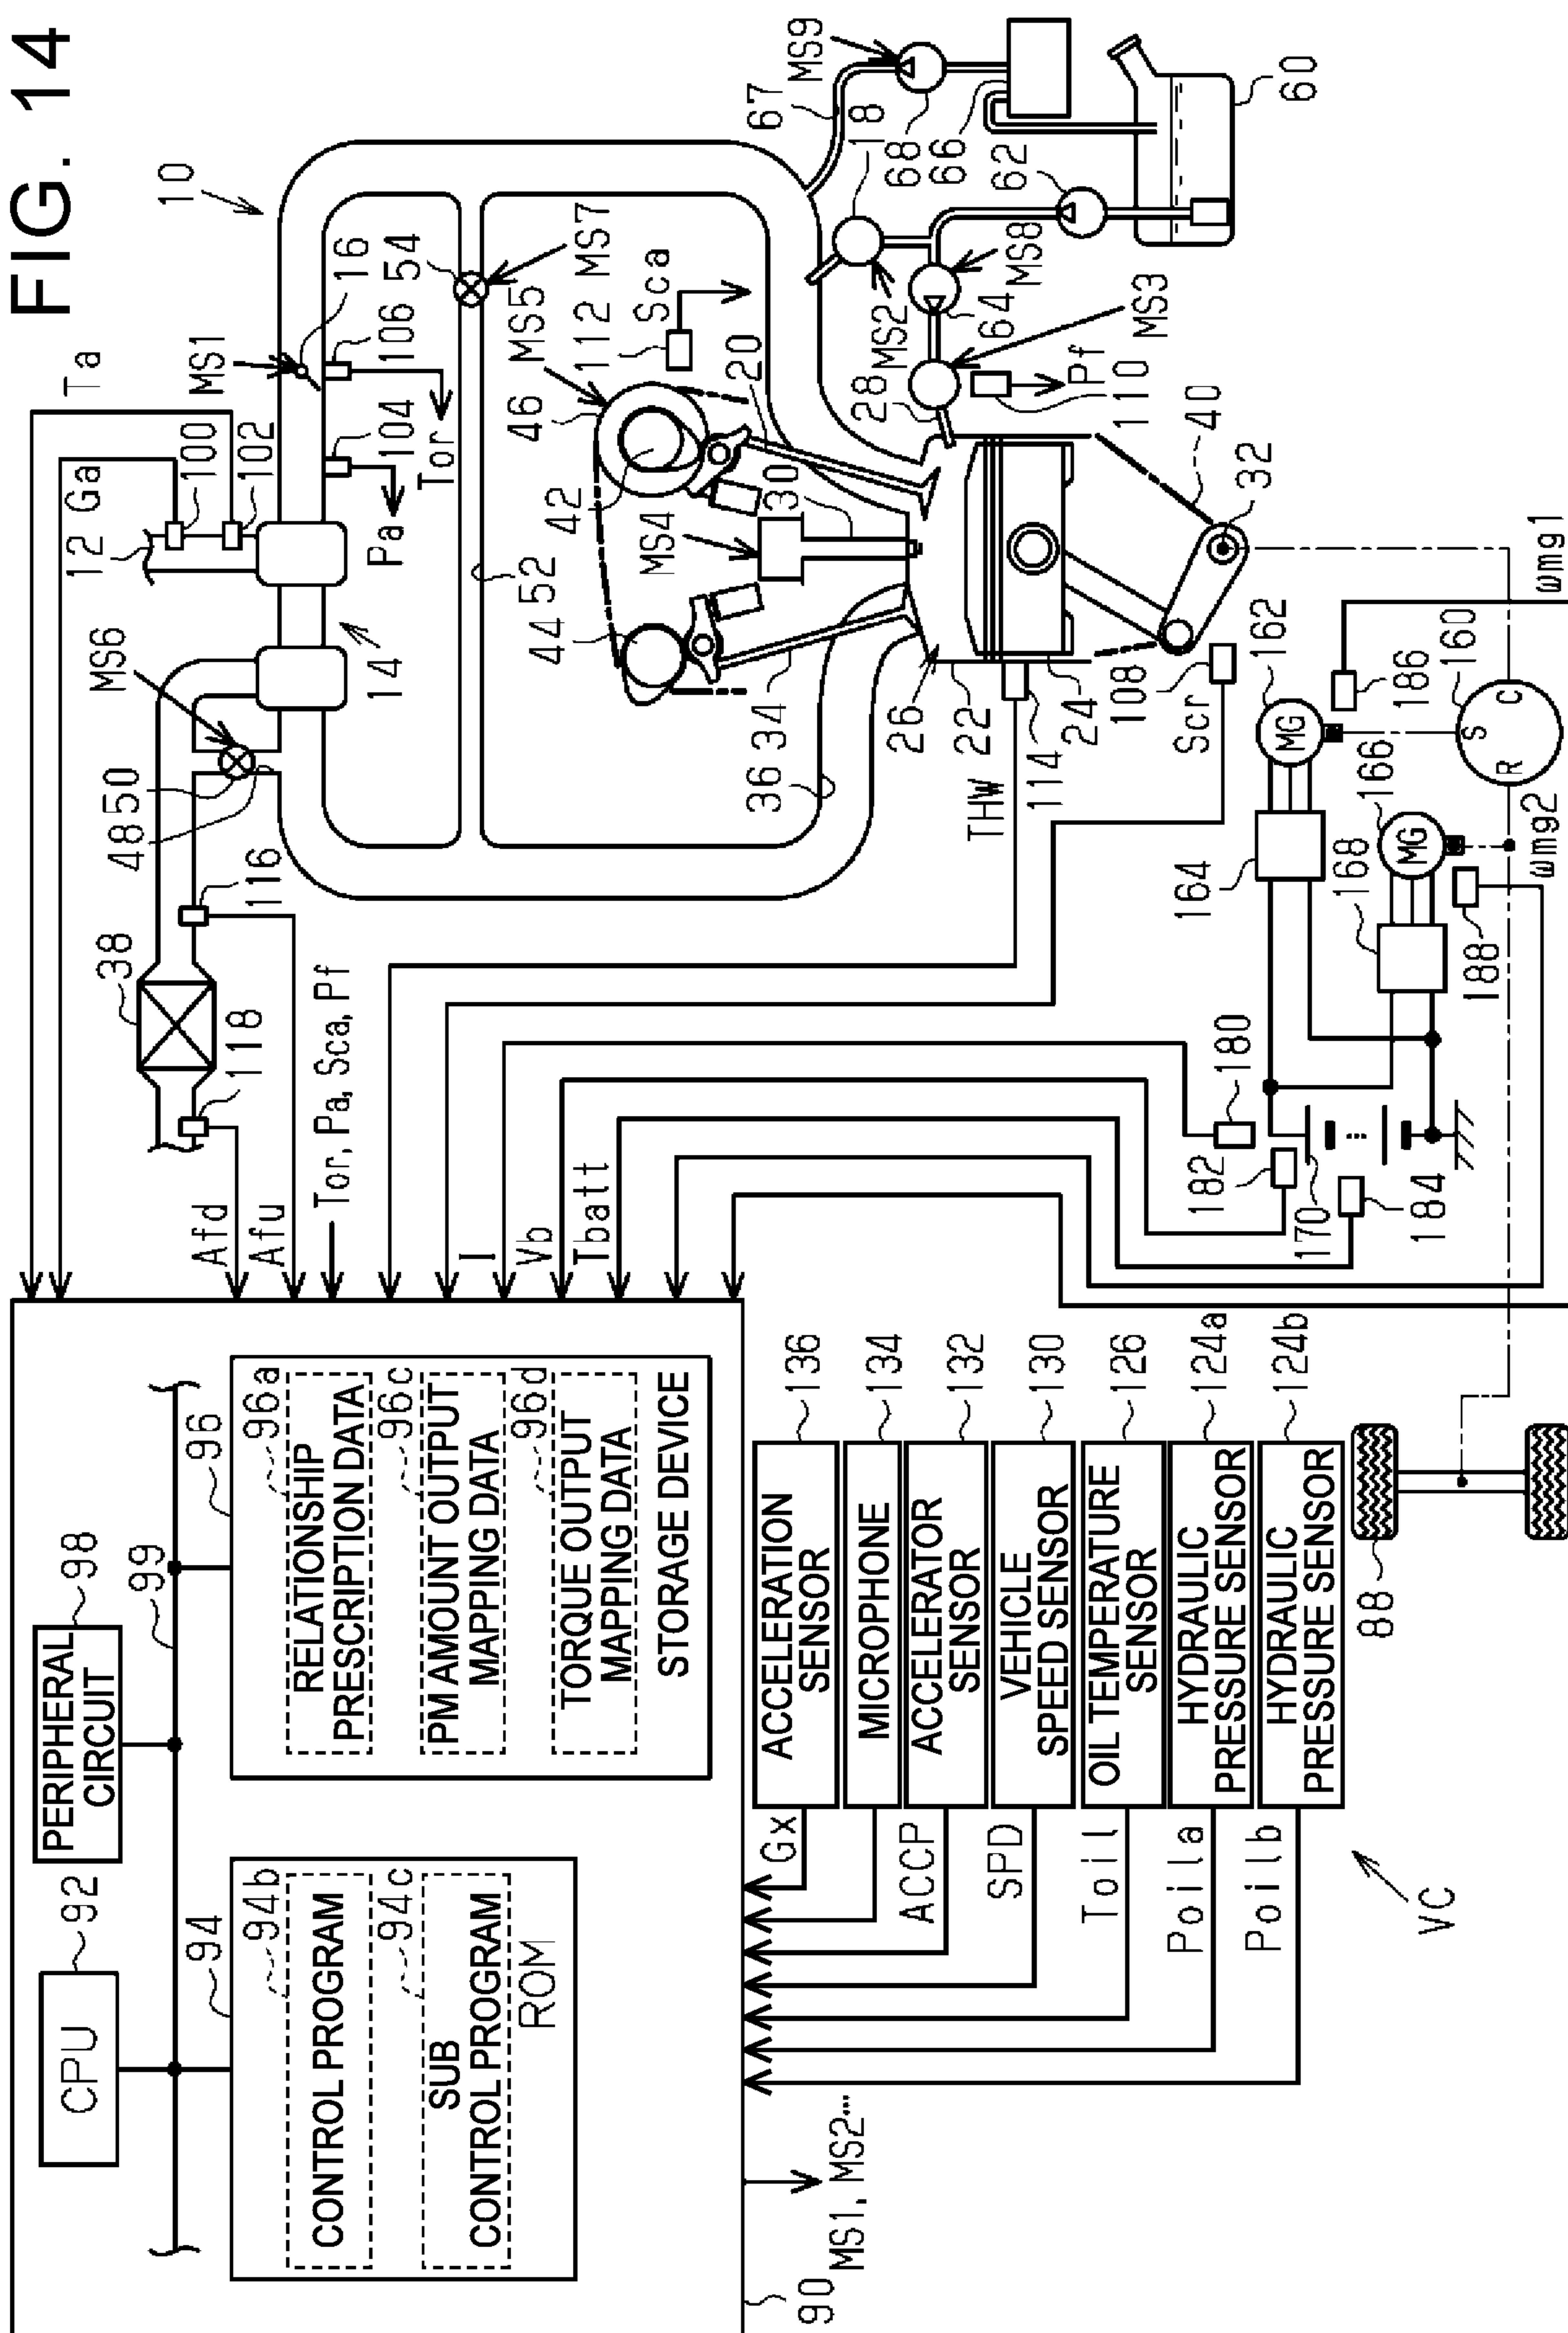 FIG. 14
10
Ta
Ga
12
100
102
MS1
16
106
54
MS7
104
Tor
Pa
14
MS6
50
48
52
46
MS5
112
Sca
42
44
MS4
30
20
34
36
26
22
24
28
MS2
18
64
MS8
MS3
Pf
110
67
MS9
68
66
62
60
40
32
THW
114
108
Scr
38
116
118
Afd
Afu
Tor, Pa, Sca, Pf
I
Vb
Tbatt
162
MG
186
wmg1
160
S
C
R
166
MG
wmg2
164
168
188
180
182
170
184
CPU
92
PERIPHERAL
CIRCUIT
98
99
94
94b
CONTROL PROGRAM
94c
SUB
CONTROL PROGRAM
ROM
96
96a
RELATIONSHIP
PRESCRIPTION DATA
96c
PM AMOUNT OUTPUT
MAPPING DATA
96d
TORQUE OUTPUT
MAPPING DATA
STORAGE DEVICE
90
MS1, MS2…
ACCELERATION
SENSOR
136
Gx
MICROPHONE
134
ACCELERATOR
SENSOR
132
ACCP
VEHICLE
SPEED SENSOR
130
SPD
OIL TEMPERATURE
SENSOR
126
Toil
HYDRAULIC
PRESSURE SENSOR
124a
Poila
HYDRAULIC
PRESSURE SENSOR
124b
Poilb
88
VC